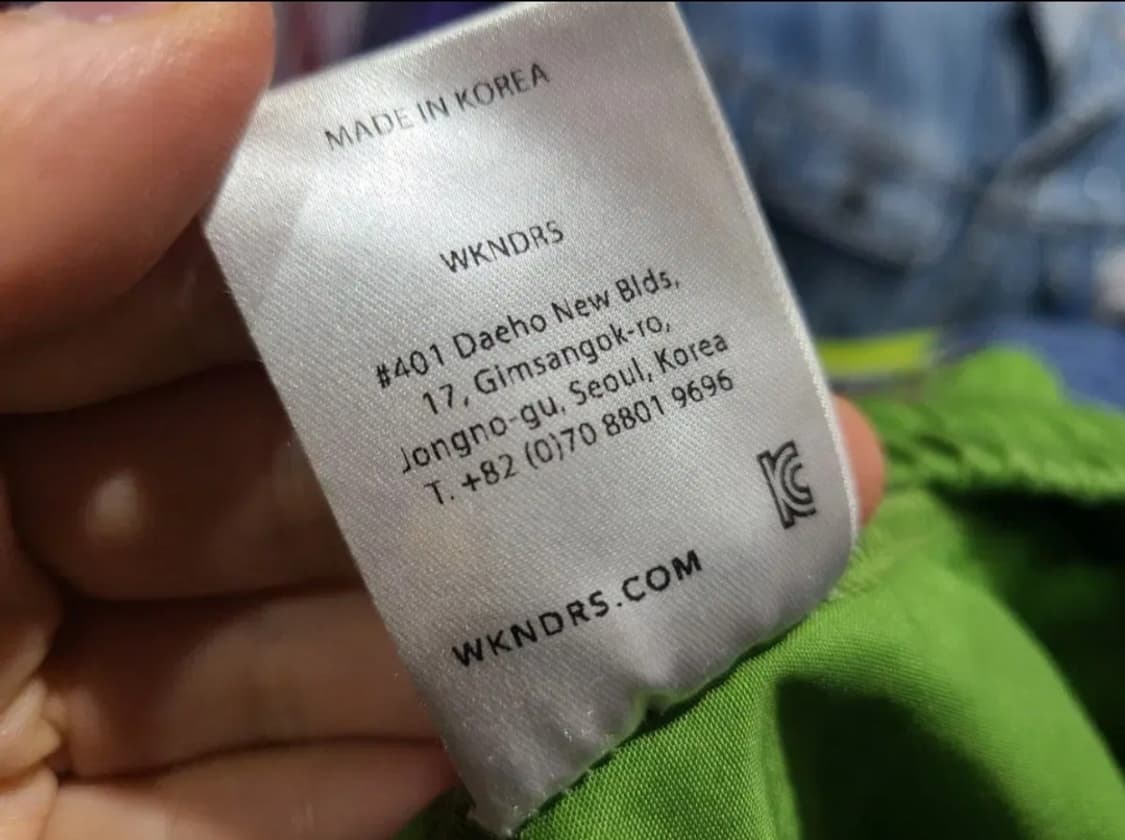 MADE IN KOREA
WKNDRS
#401 Daeho New Blds,
17, Gimsangok-ro,
Jongno-gu, Seoul, Korea
T. +82 (0)70 8801 9696
KC
WKNDRS.COM